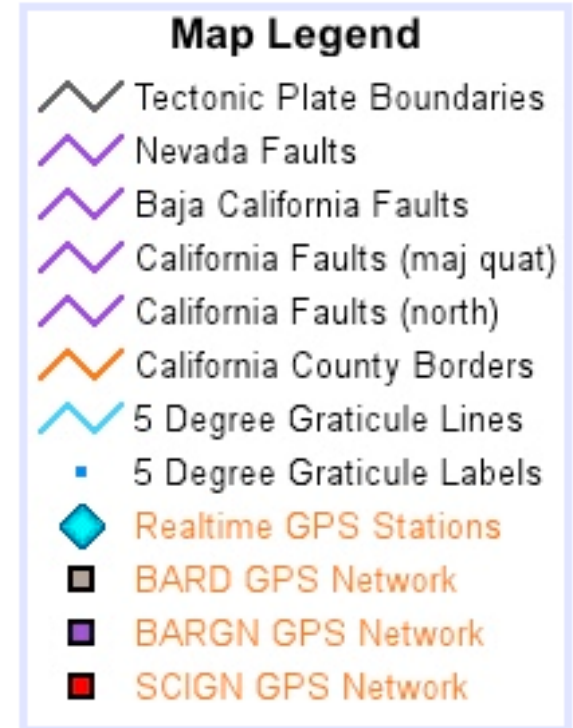 Map Legend
Tectonic Plate Boundaries
Nevada Faults
Baja California Faults
California Faults (maj quat)
California Faults (north)
California County Borders
5 Degree Graticule Lines
5 Degree Graticule Labels
Realtime GPS Stations
BARD GPS Network
BARGN GPS Network
SCIGN GPS Network